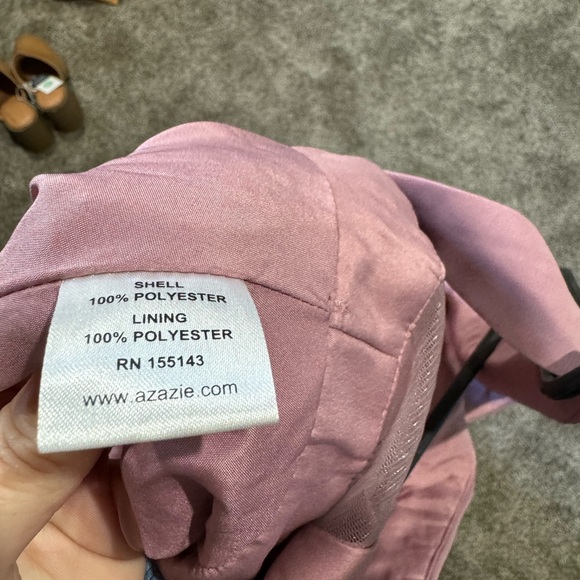 SHELL
100% POLYESTER
LINING
100% POLYESTER
RN 155143
www.azazie.com